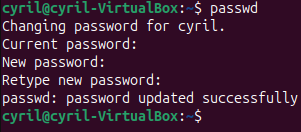 cyril@cyril-VirtualBox:~$ passwd
Changing password for cyril.
Current password:
New password:
Retype new password:
passwd: password updated successfully
cyril@cyril-VirtualBox:~$